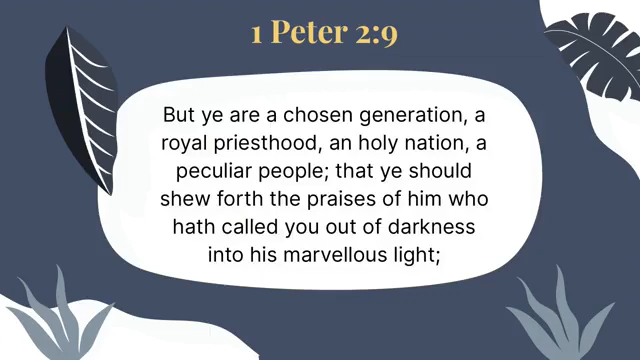 1 Peter 2:9
But ye are a chosen generation, a
royal priesthood, an holy nation, a
peculiar people; that ye should
shew forth the praises of him who
hath called you out of darkness
into his marvellous light;